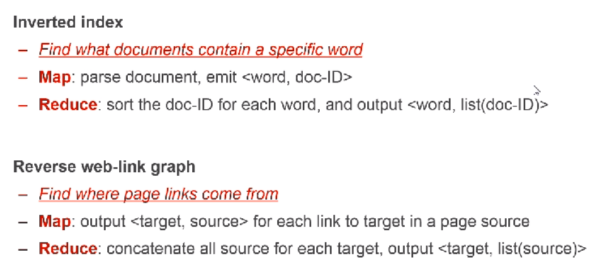 Inverted index
– Find what documents contain a specific word
– Map: parse document, emit <word, doc-ID>
– Reduce: sort the doc-ID for each word, and output <word, list(doc-ID)>
Reverse web-link graph
– Find where page links come from
– Map: output <target, source> for each link to target in a page source
– Reduce: concatenate all source for each target, output <target, list(source)>